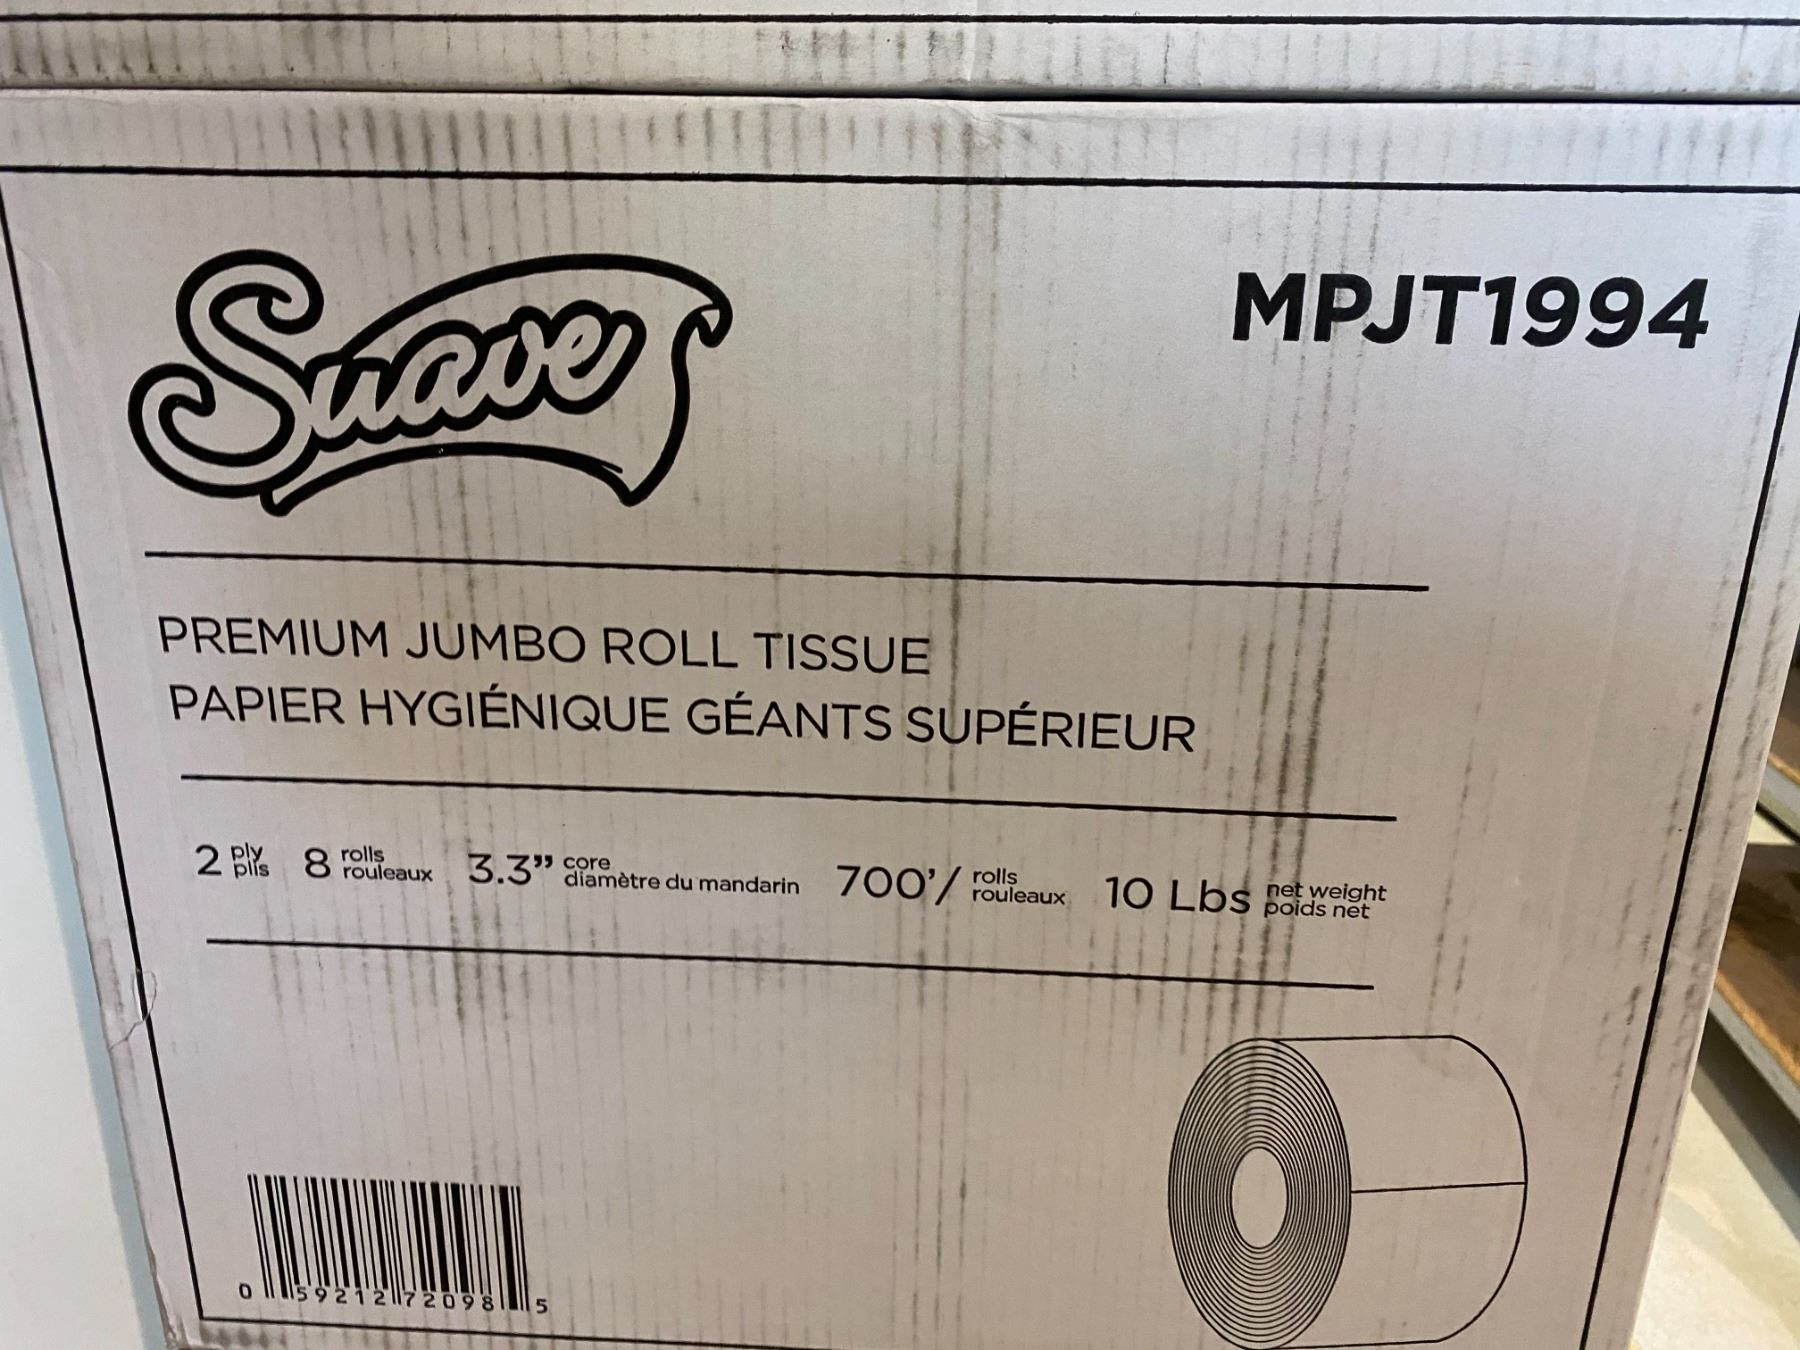 Suave
MPJT1994
PREMIUM JUMBO ROLL TISSUE
PAPIER HYGIÉNIQUE GÉANTS SUPÉRIEUR
2 ply plis 8 rolls rouleaux 3.3” core diamètre du mandarin 700’/ rolls rouleaux 10 Lbs net weight poids net
0 59212 72098 5